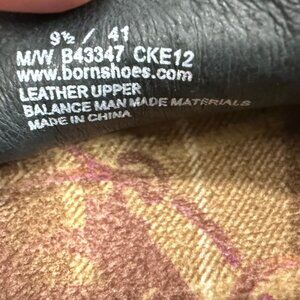 9½ / 41
M/W B43347 CKE12
www.bornshoes.com
LEATHER UPPER
BALANCE MAN MADE MATERIALS
MADE IN CHINA